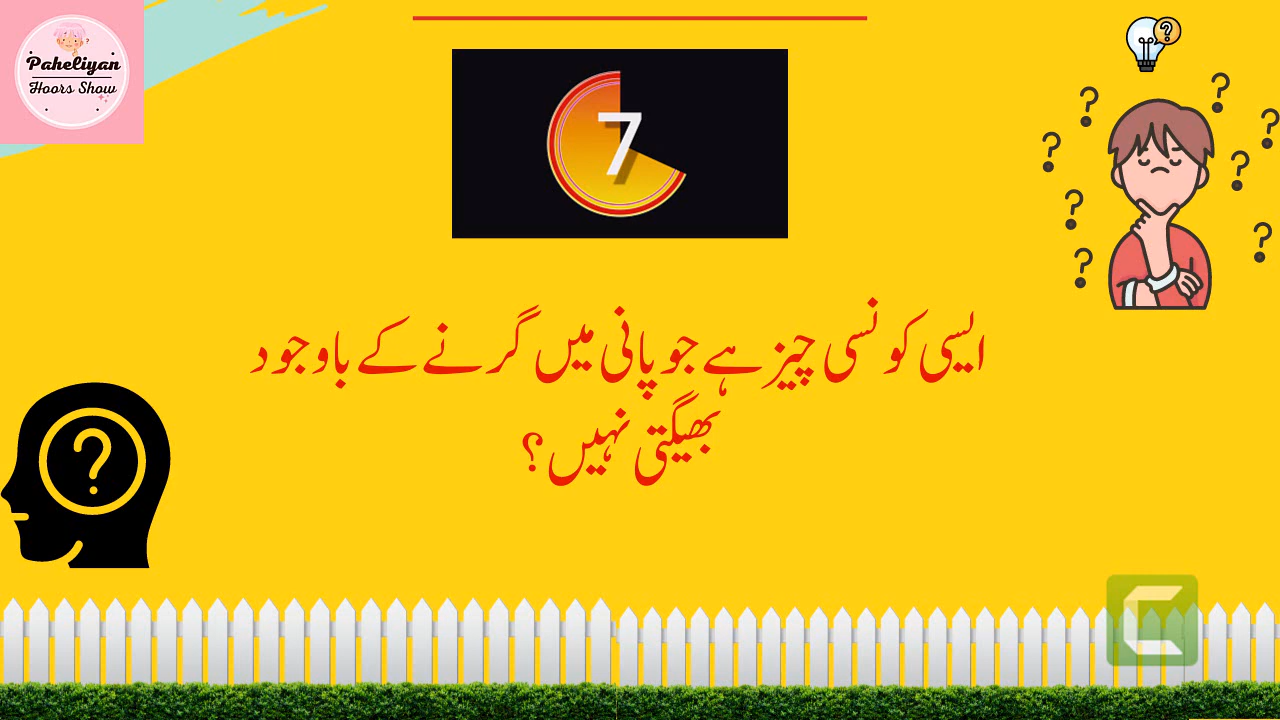 Paheliyan
Hoors Show
7
ایسی کونسی چیز ہے جو پانی میں گرنے کے باوجود
بھیگتی نہیں؟